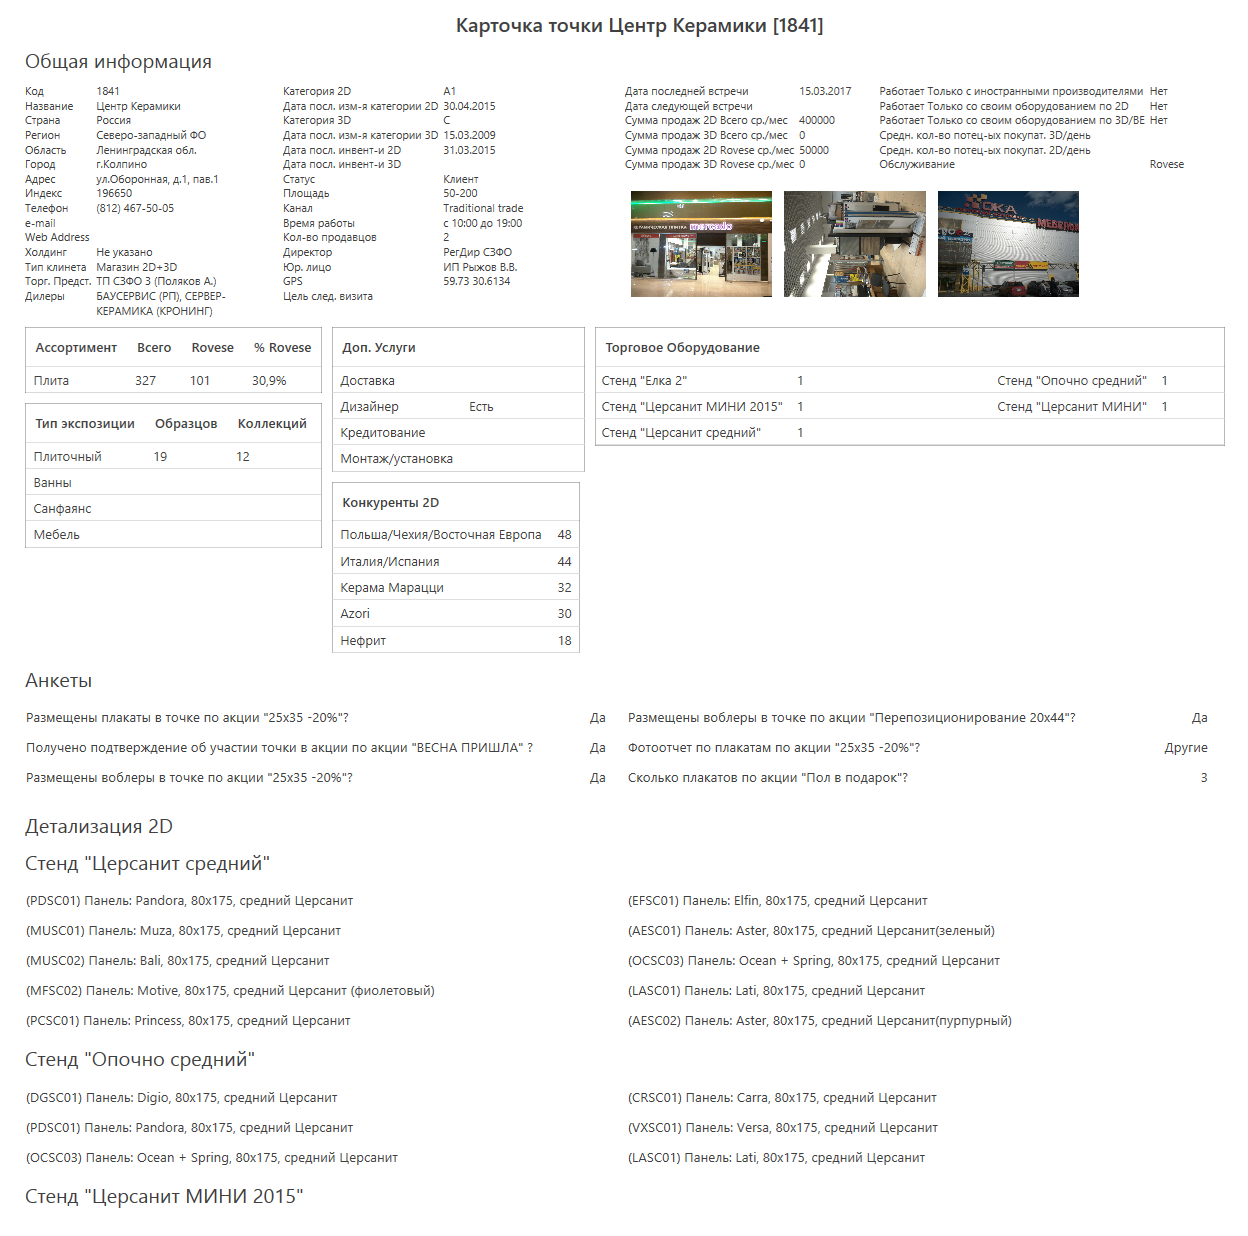 Карточка точки Центр Керамики [1841]
Общая информация
Код 1841
Название Центр Керамики
Страна Россия
Регион Северо-западный ФО
Область Ленинградская обл.
Город г.Колпино
Адрес ул.Оборонная, д.1, пав.1
Индекс 196650
Телефон (812) 467-50-05
e-mail
Web Address
Холдинг Не указано
Тип клинета Магазин 2D+3D
Торг. Предст. ТП СЗФО 3 (Поляков А.)
Дилеры БАУСЕРВИС (РП), СЕРВЕР-
КЕРАМИКА (КРОНИНГ)
Категория 2D A1
Дата посл. изм-я категории 2D 30.04.2015
Категория 3D C
Дата посл. изм-я категории 3D 15.03.2009
Дата посл. инвент-и 2D 31.03.2015
Дата посл. инвент-и 3D
Статус Клиент
Площадь 50-200
Канал Traditional trade
Время работы с 10:00 до 19:00
Кол-во продавцов 2
Директор РегДир СЗФО
Юр. лицо ИП Рыжов В.В.
GPS 59.73 30.6134
Цель след. визита
Дата последней встречи 15.03.2017
Дата следующей встречи
Сумма продаж 2D Всего ср./мес 400000
Сумма продаж 3D Всего ср./мес 0
Сумма продаж 2D Rovese ср./мес 50000
Сумма продаж 3D Rovese ср./мес 0
Работает Только с иностранными производителями Нет
Работает Только со своим оборудованием по 2D Нет
Работает Только со своим оборудованием по 3D/ВЕ Нет
Средн. кол-во потец-ых покупат. 3D/день
Средн. кол-во потец-ых покупат. 2D/день
Обслуживание Rovese
КЕРАМИЧЕСКАЯ ПЛИТКА mercado
ОКА
МЕБЕЛЬ
Ассортимент Всего Rovese % Rovese
Плита 327 101 30,9%
Тип экспозиции Образцов Коллекций
Плиточный 19 12
Ванны
Санфаянс
Мебель
Доп. Услуги
Доставка
Дизайнер Есть
Кредитование
Монтаж/установка
Конкуренты 2D
Польша/Чехия/Восточная Европа 48
Италия/Испания 44
Керама Марацци 32
Azori 30
Нефрит 18
Торговое Оборудование
Стенд "Елка 2" 1 Стенд "Опочно средний" 1
Стенд "Церсанит МИНИ 2015" 1 Стенд "Церсанит МИНИ" 1
Стенд "Церсанит средний" 1
Анкеты
Размещены плакаты в точке по акции "25x35 -20%"? Да Размещены воблеры в точке по акции "Перепозиционирование 20x44"? Да
Получено подтверждение об участии точки в акции по акции "ВЕСНА ПРИШЛА" ? Да Фотоотчет по плакатам по акции "25x35 -20%"? Другие
Размещены воблеры в точке по акции "25x35 -20%"? Да Сколько плакатов по акции "Пол в подарок"? 3
Детализация 2D
Стенд "Церсанит средний"
(PDSC01) Панель: Pandora, 80x175, средний Церсанит (EFSC01) Панель: Elfin, 80x175, средний Церсанит
(MUSC01) Панель: Muza, 80x175, средний Церсанит (AESC01) Панель: Aster, 80x175, средний Церсанит(зеленый)
(MUSC02) Панель: Bali, 80x175, средний Церсанит (OCSC03) Панель: Ocean + Spring, 80x175, средний Церсанит
(MFSC02) Панель: Motive, 80x175, средний Церсанит (фиолетовый) (LASC01) Панель: Lati, 80x175, средний Церсанит
(PCSC01) Панель: Princess, 80x175, средний Церсанит (AESC02) Панель: Aster, 80x175, средний Церсанит(пурпурный)
Стенд "Опочно средний"
(DGSC01) Панель: Digio, 80x175, средний Церсанит (CRSC01) Панель: Carra, 80x175, средний Церсанит
(PDSC01) Панель: Pandora, 80x175, средний Церсанит (VXSC01) Панель: Versa, 80x175, средний Церсанит
(OCSC03) Панель: Ocean + Spring, 80x175, средний Церсанит (LASC01) Панель: Lati, 80x175, средний Церсанит
Стенд "Церсанит МИНИ 2015"